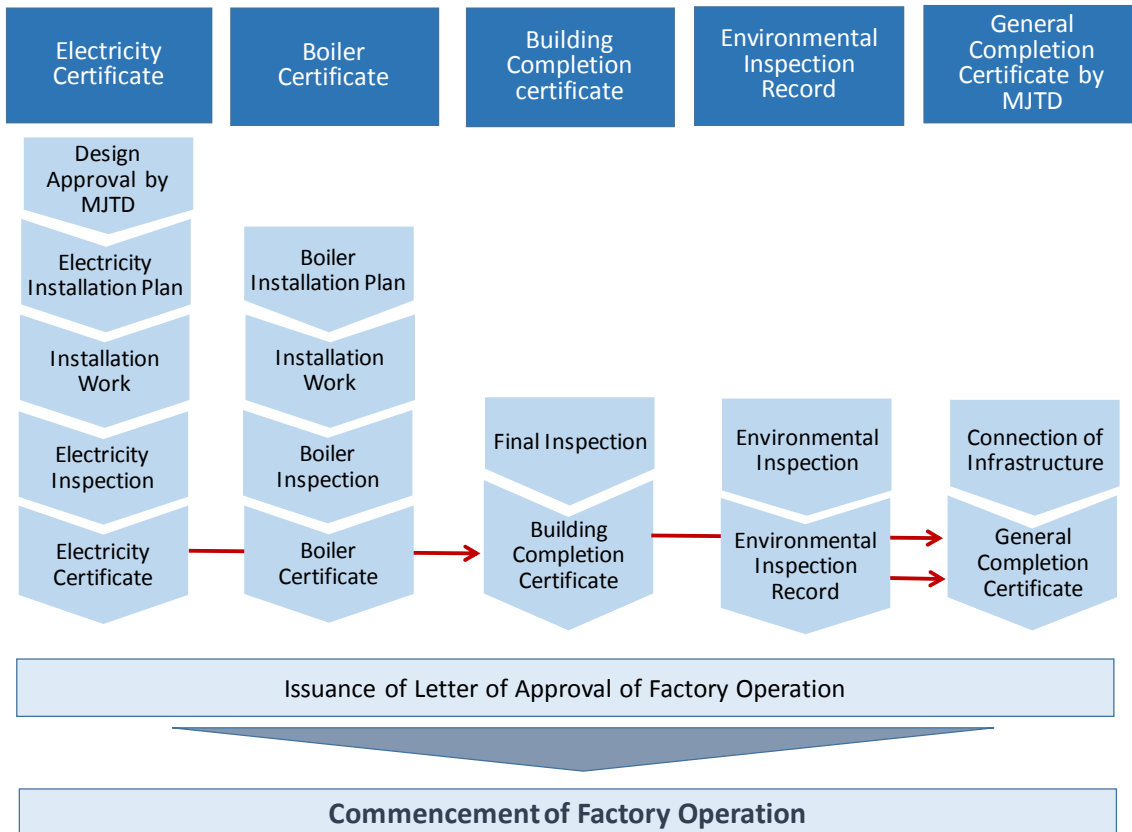 Electricity
Certificate
Boiler
Certificate
Building
Completion
certificate
Environmental
Inspection
Record
General
Completion
Certificate by
MJTD
Design
Approval by
MJTD
Electricity
Installation Plan
Installation
Work
Electricity
Inspection
Electricity
Certificate
Boiler
Installation Plan
Installation
Work
Boiler
Inspection
Boiler
Certificate
Final Inspection
Building
Completion
Certificate
Environmental
Inspection
Environmental
Inspection
Record
Connection of
Infrastructure
General
Completion
Certificate
Issuance of Letter of Approval of Factory Operation
Commencement of Factory Operation